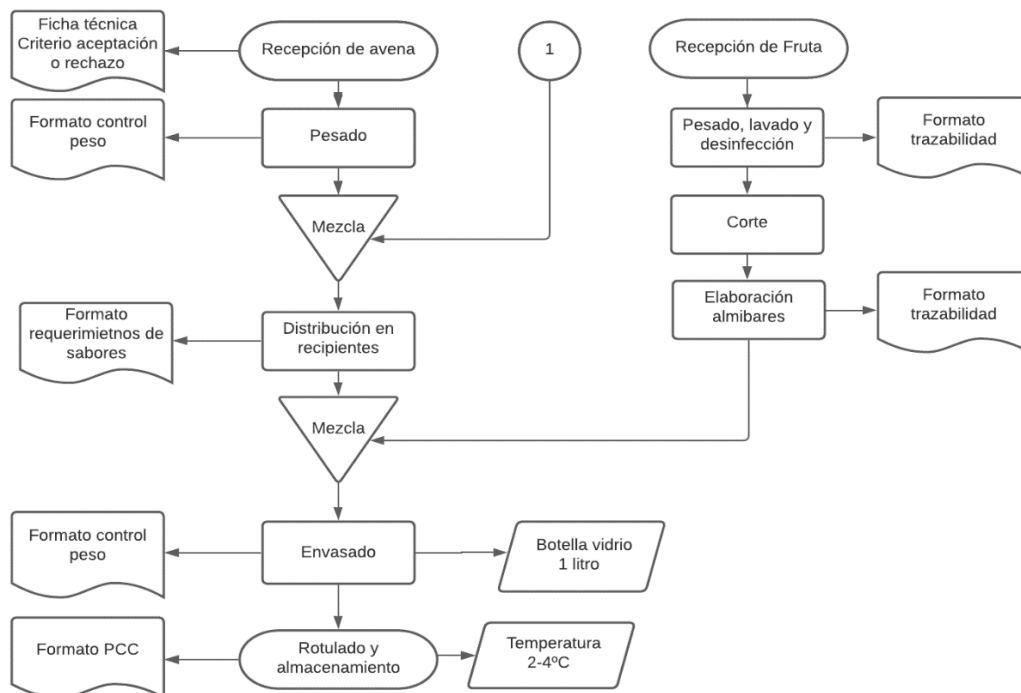 Ficha técnica
Criterio aceptación
o rechazo
Recepción de avena
1
Recepción de Fruta
Formato control
peso
Pesado
Pesado, lavado y
desinfección
Formato
trazabilidad
Mezcla
Corte
Formato
requerimietnos de
sabores
Distribución en
recipientes
Elaboración
almibares
Formato
trazabilidad
Mezcla
Formato control
peso
Envasado
Botella vidrio
1 litro
Formato PCC
Rotulado y
almacenamiento
Temperatura
2-4ºC